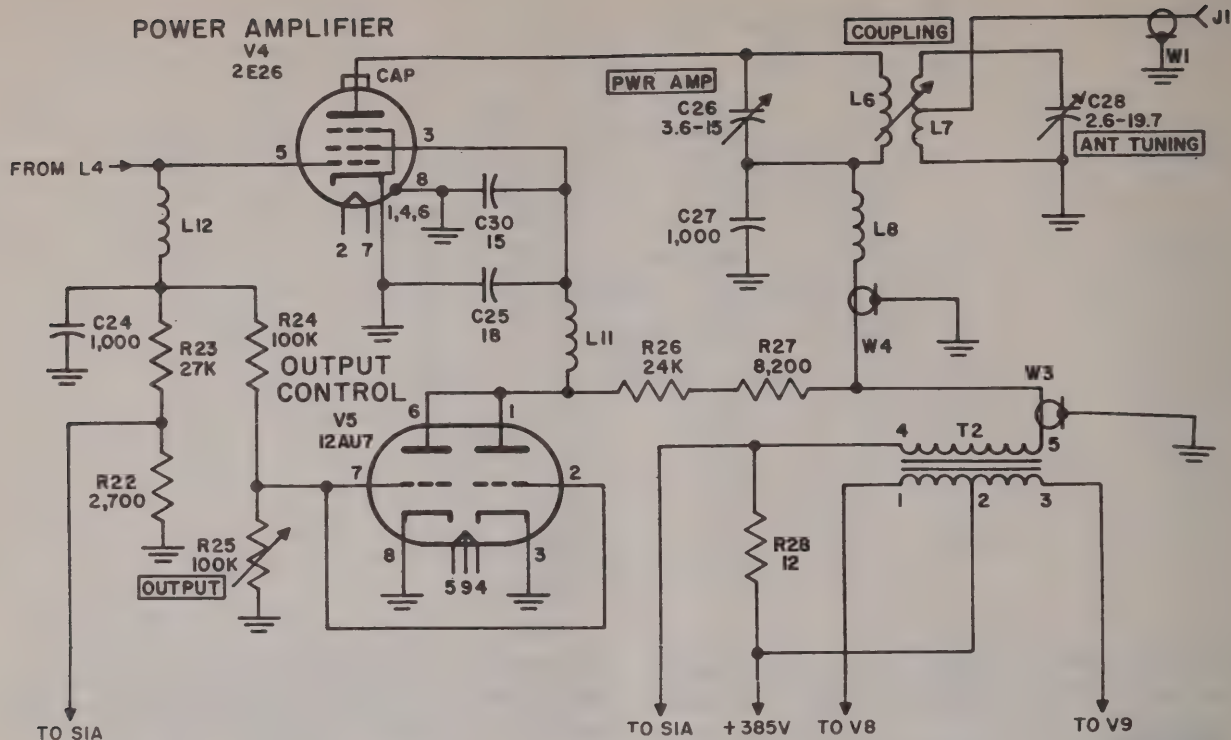 POWER AMPLIFIER
V4
2E26
CAP
3
5
8
1,4,6
2 7
FROM L4
L12
C30
15
C25
18
L11
COUPLING
PWR AMP
C26
3.6-15
L6
L7
J1
W1
C28
2.6-19.7
ANT TUNING
C27
1,000
L8
W4
C24
1,000
R23
27K
R24
100K
OUTPUT
CONTROL
V5
12AU7
6
1
7
2
8
3
5 9 4
R26
24K
R27
8,200
W3
R22
2,700
R25
100K
OUTPUT
4
T2
5
1
2
3
R28
12
TO S1A
TO S1A
+385V
TO V8
TO V9